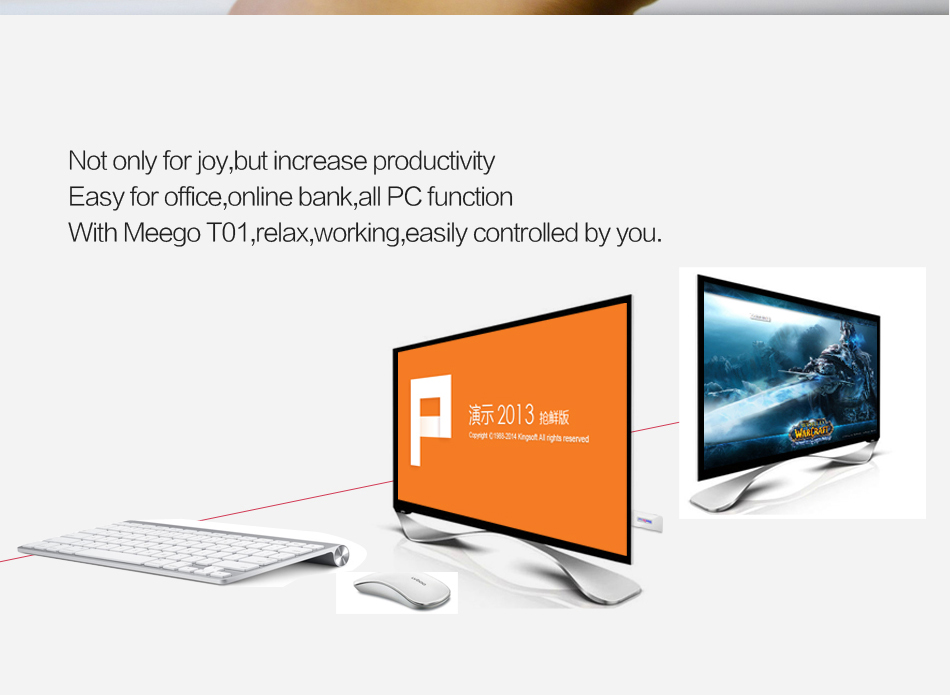 Not only for joy,but increase productivity
Easy for office,online bank,all PC function
With Meego T01,relax,working,easily controlled by you.
演示 2013 抢鲜版
Copyright ©1988-2014 Kingsoft All rights reserved
WARCRAFT